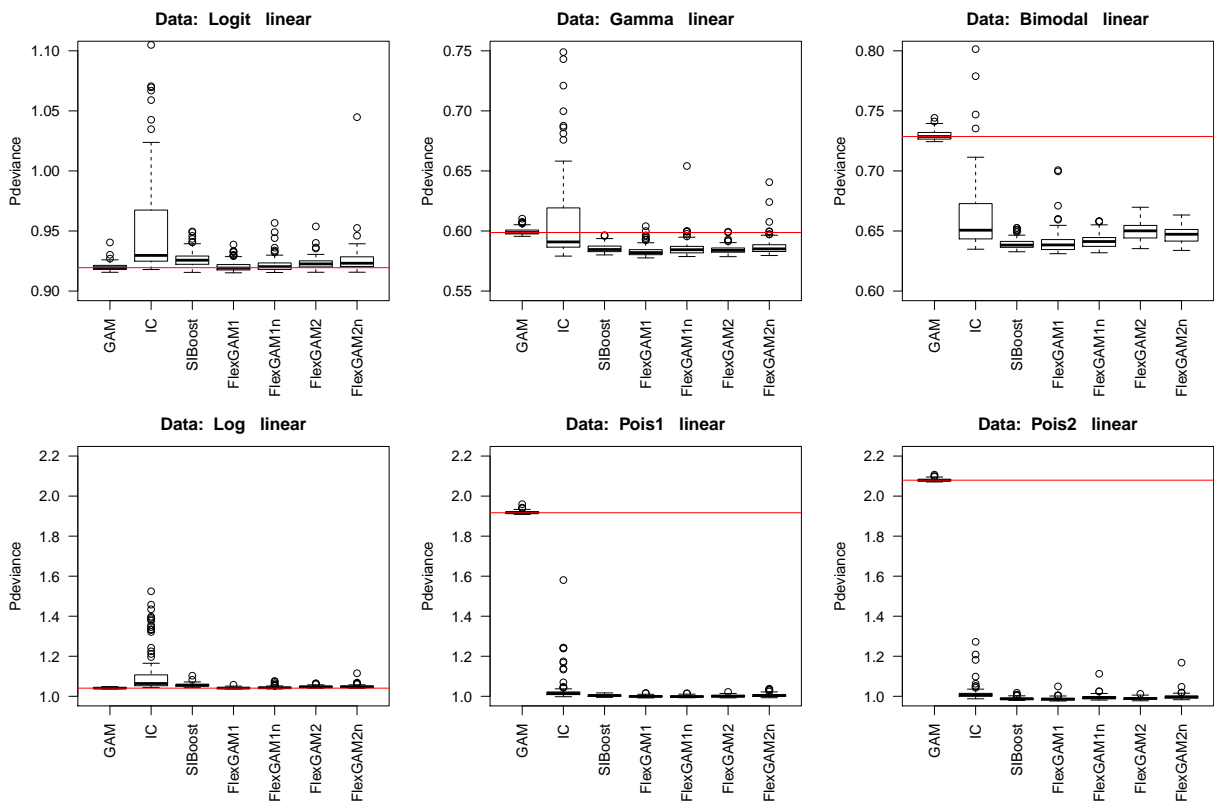 Data: Logit linear
Pdeviance
1.10
1.05
1.00
0.95
0.90
GAM
IC
SIBoost
FlexGAM1
FlexGAM1n
FlexGAM2
FlexGAM2n
Data: Gamma linear
Pdeviance
0.75
0.70
0.65
0.60
0.55
GAM
IC
SIBoost
FlexGAM1
FlexGAM1n
FlexGAM2
FlexGAM2n
Data: Bimodal linear
Pdeviance
0.80
0.75
0.70
0.65
0.60
GAM
IC
SIBoost
FlexGAM1
FlexGAM1n
FlexGAM2
FlexGAM2n
Data: Log linear
Pdeviance
2.2
2.0
1.8
1.6
1.4
1.2
1.0
GAM
IC
SIBoost
FlexGAM1
FlexGAM1n
FlexGAM2
FlexGAM2n
Data: Pois1 linear
Pdeviance
2.2
2.0
1.8
1.6
1.4
1.2
1.0
GAM
IC
SIBoost
FlexGAM1
FlexGAM1n
FlexGAM2
FlexGAM2n
Data: Pois2 linear
Pdeviance
2.2
2.0
1.8
1.6
1.4
1.2
1.0
GAM
IC
SIBoost
FlexGAM1
FlexGAM1n
FlexGAM2
FlexGAM2n